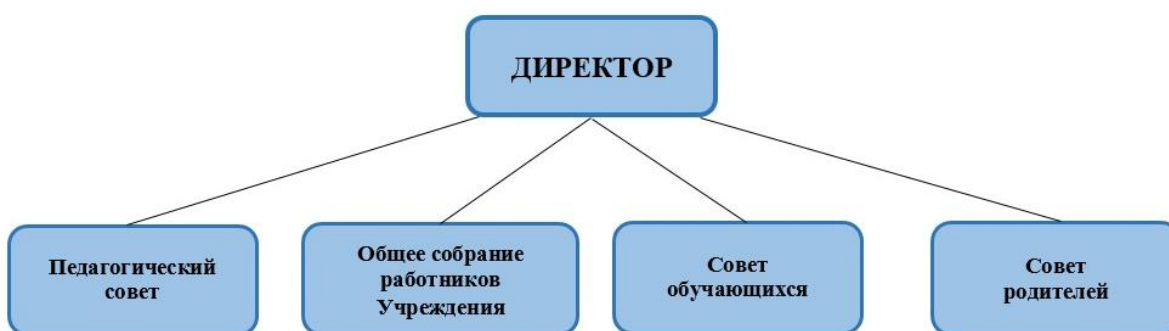 ДИРЕКТОР
Педагогический
совет
Общее собрание
работников
Учреждения
Совет
обучающихся
Совет
родителей